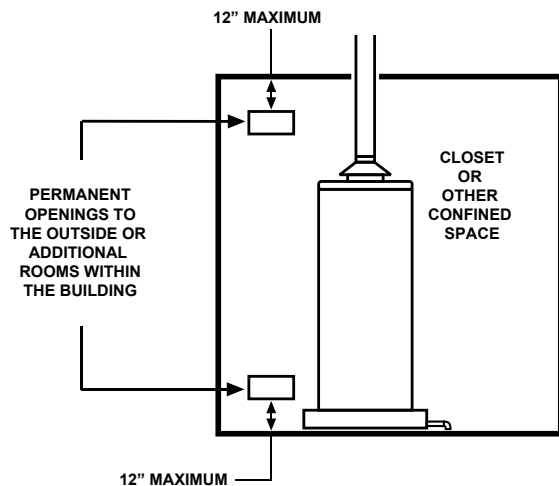 12” MAXIMUM
PERMANENT
OPENINGS TO
THE OUTSIDE OR
ADDITIONAL
ROOMS WITHIN
THE BUILDING
CLOSET
OR
OTHER
CONFINED
SPACE
12” MAXIMUM